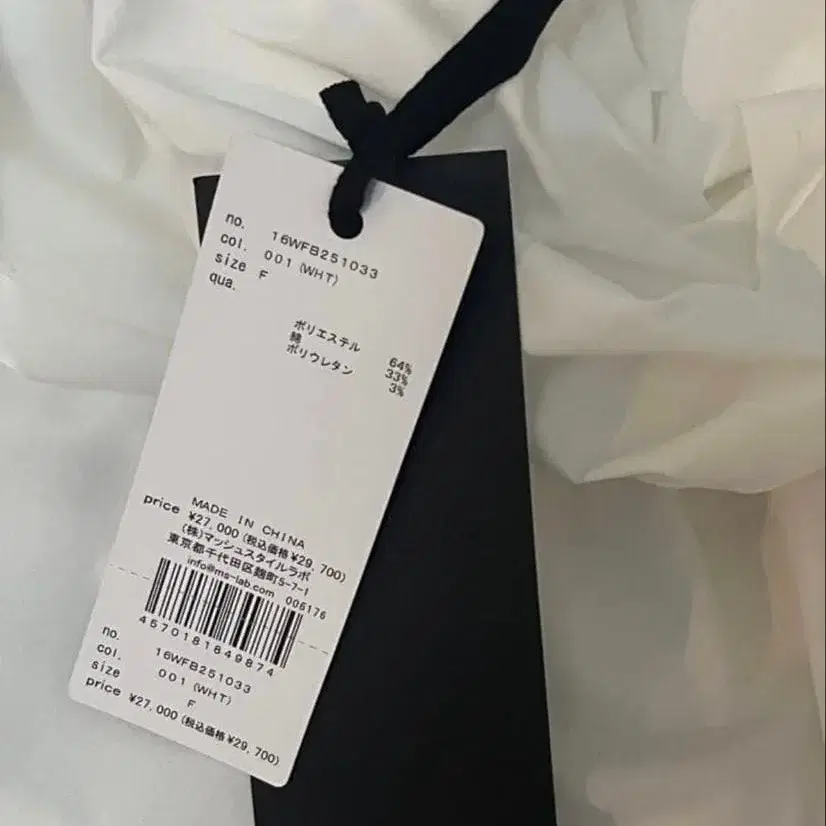 no. 16WFB251033
col. 001 (WHT)
size F
qua.
ポリエステル 64%
綿 33%
ポリウレタン 3%
MADE IN CHINA
price ¥27,000 (税込価格 ¥29,700)
(株)マッシュスタイルラボ
東京都千代田区麹町5-7-1
info@ms-lab.com 006176
4570181849874
no. 16WFB251033
col. 001 (WHT)
size F
price ¥27,000 (税込価格 ¥29,700)